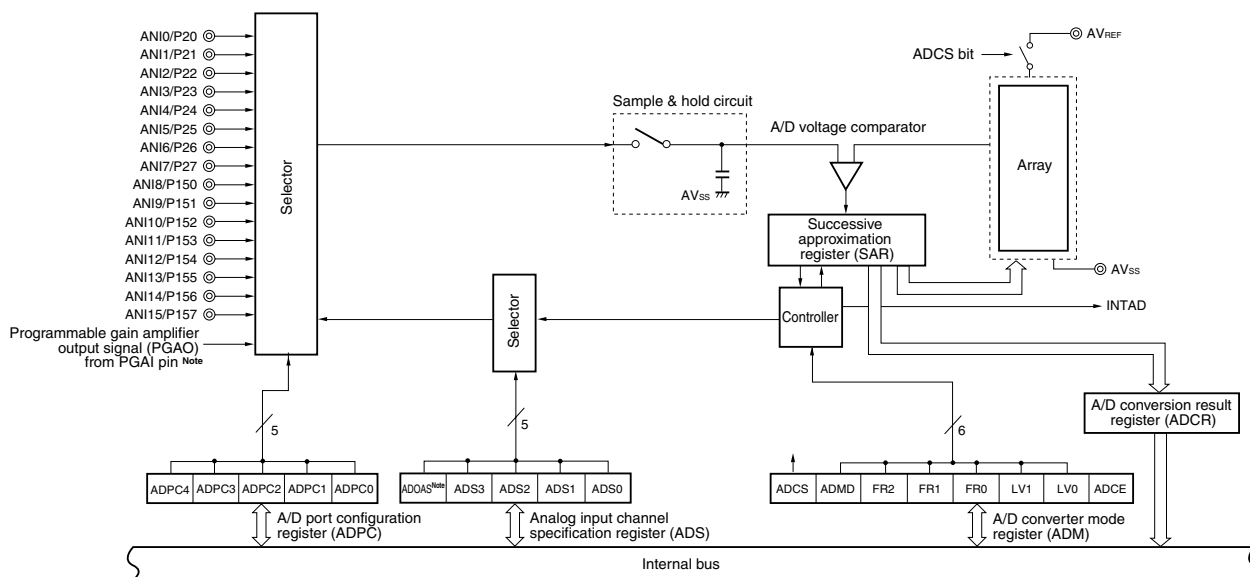 ANI0/P20
ANI1/P21
ANI2/P22
ANI3/P23
ANI4/P24
ANI5/P25
ANI6/P26
ANI7/P27
ANI8/P150
ANI9/P151
ANI10/P152
ANI11/P153
ANI12/P154
ANI13/P155
ANI14/P156
ANI15/P157
Programmable gain amplifier
output signal (PGAO)
from PGAI pin Note
Selector
Sample & hold circuit
AVSS
A/D voltage comparator
ADCS bit
AVREF
Array
AVSS
Successive
approximation
register (SAR)
Controller
INTAD
Selector
A/D conversion result
register (ADCR)
5
5
6
ADPC4 ADPC3 ADPC2 ADPC1 ADPC0
ADOAS Note ADS3 ADS2 ADS1 ADS0
ADCS ADMD FR2 FR1 FR0 LV1 LV0 ADCE
A/D port configuration
register (ADPC)
Analog input channel
specification register (ADS)
A/D converter mode
register (ADM)
Internal bus